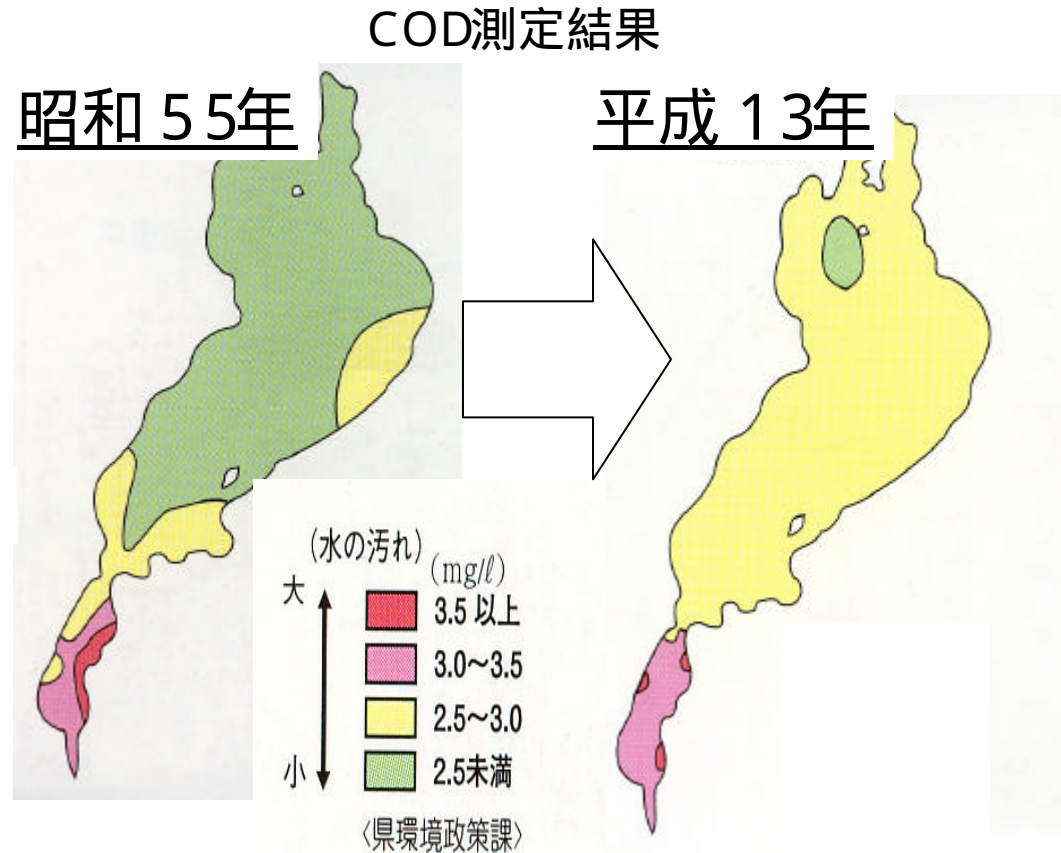 COD測定結果
昭和55年
平成13年
(水の汚れ)
(mg/ℓ)
大
3.5以上
3.0〜3.5
2.5〜3.0
小
2.5未満
〈県環境政策課〉